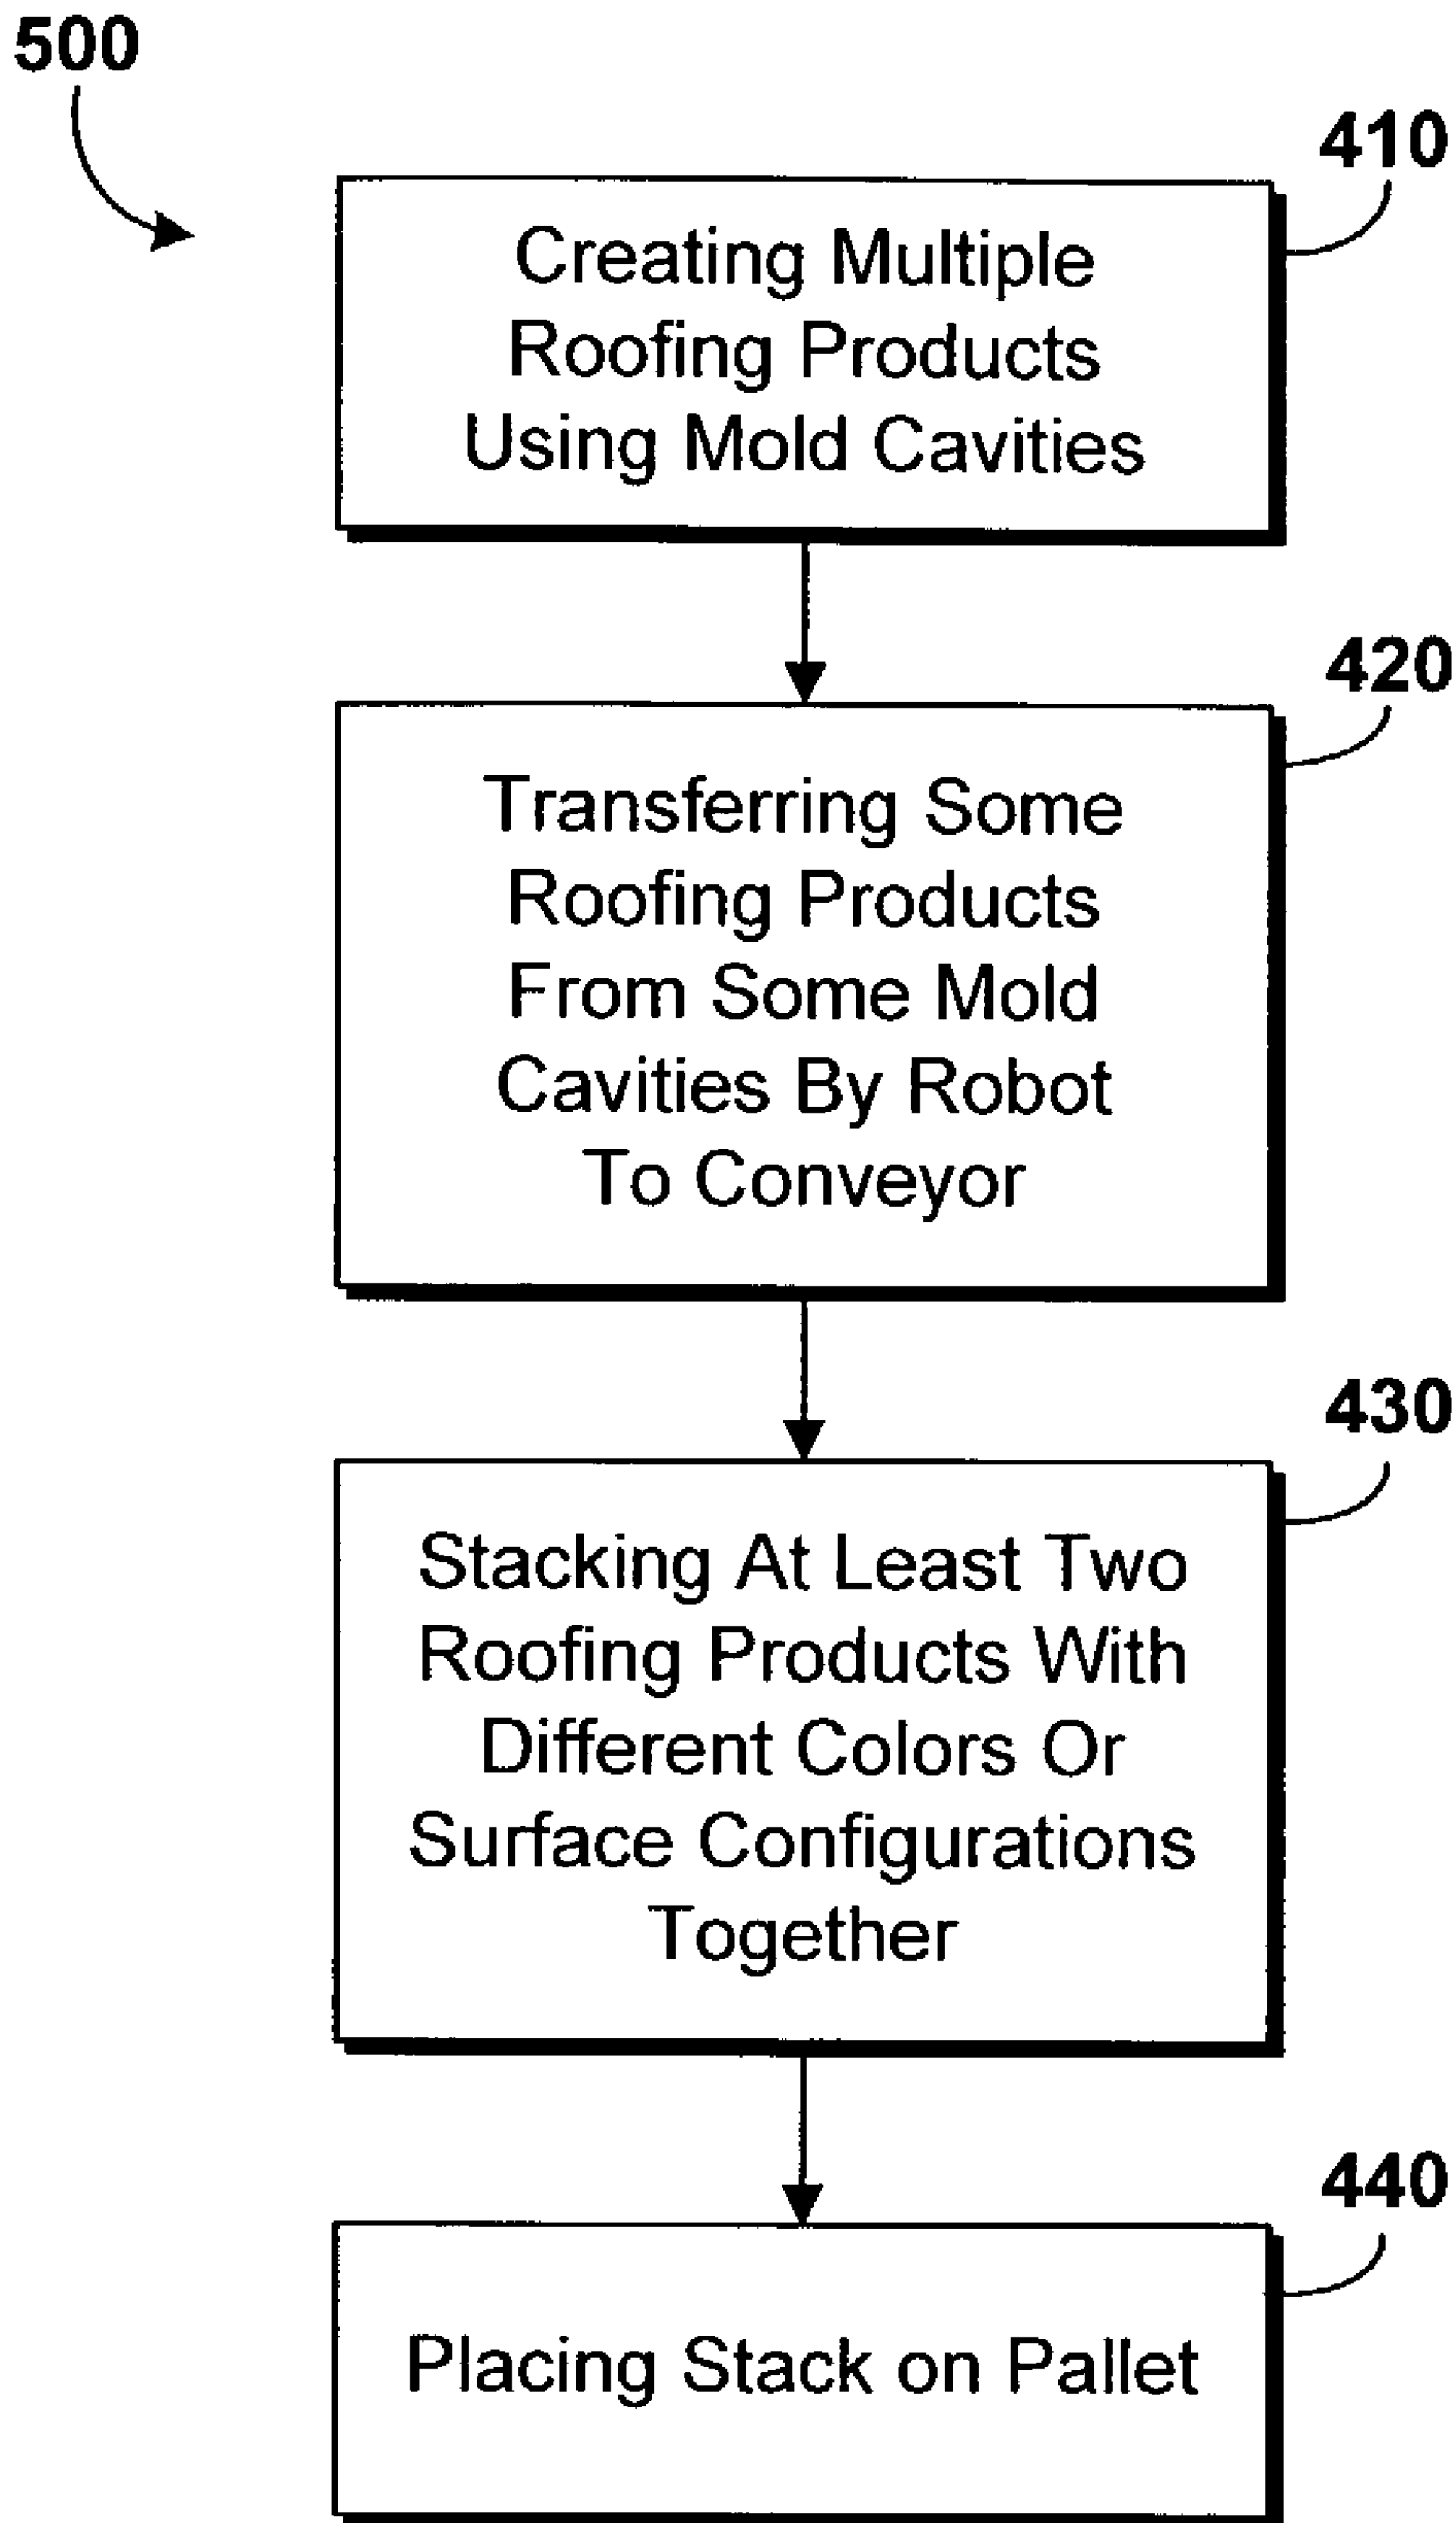 500
410
Creating Multiple
Roofing Products
Using Mold Cavities
420
Transferring Some
Roofing Products
From Some Mold
Cavities By Robot
To Conveyor
430
Stacking At Least Two
Roofing Products With
Different Colors Or
Surface Configurations
Together
440
Placing Stack on Pallet